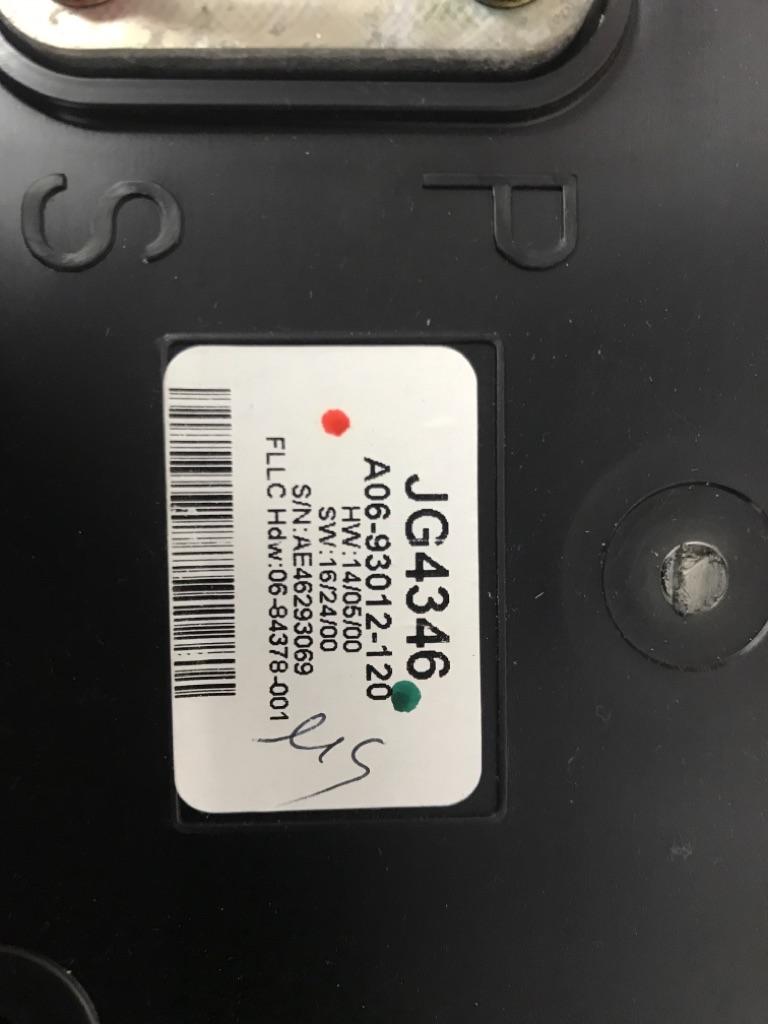 P
S
JG4346
A06-93012-120
HW:14/05/00
SW:16/24/00
S/N:AE46293069
FLLC Hdw:06-84378-001